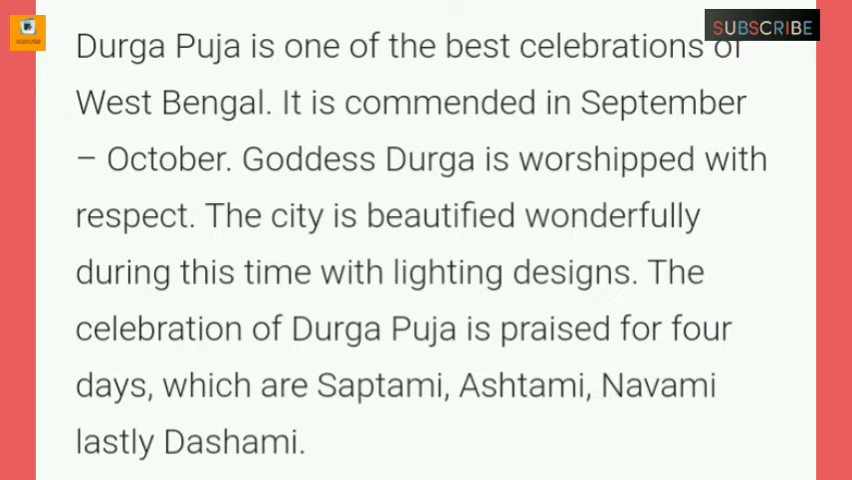 SUBSCRIBE
Durga Puja is one of the best celebrations of
West Bengal. It is commended in September
– October. Goddess Durga is worshipped with
respect. The city is beautified wonderfully
during this time with lighting designs. The
celebration of Durga Puja is praised for four
days, which are Saptami, Ashtami, Navami
lastly Dashami.